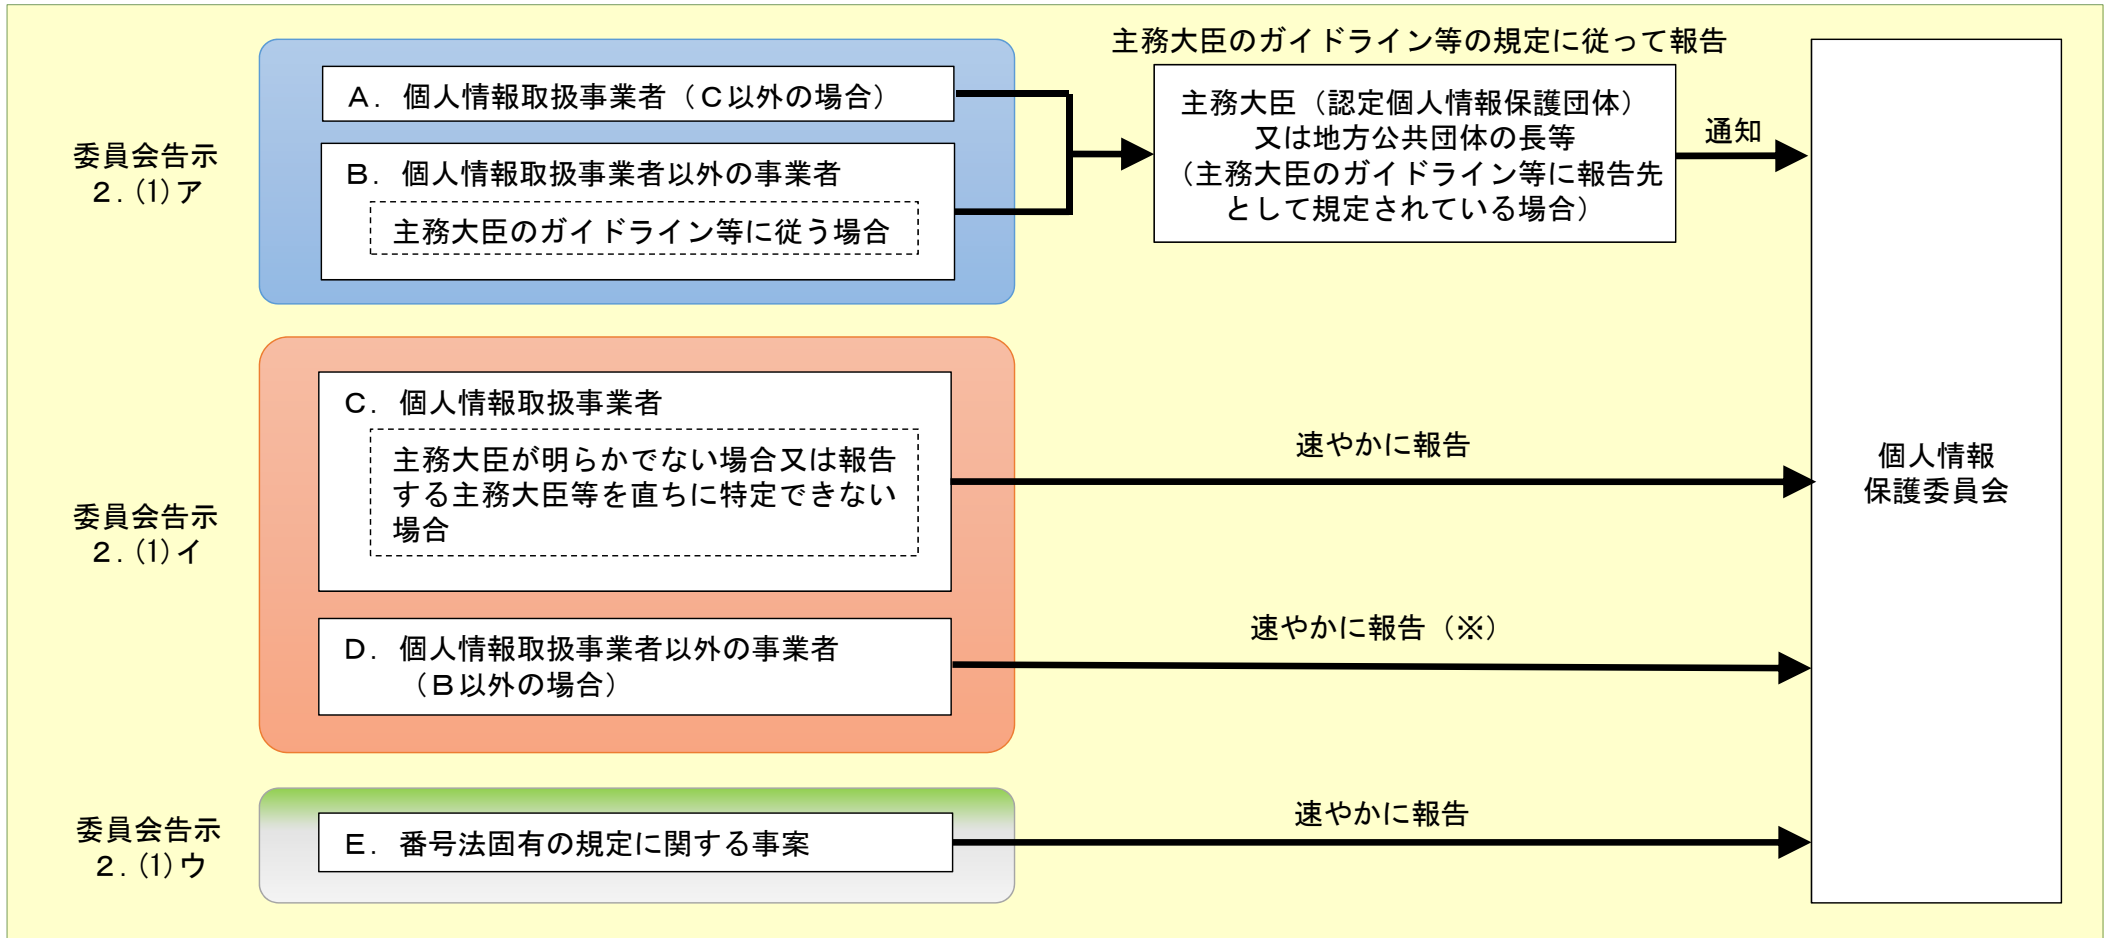 委員会告示
２．(1)ア
A．個人情報取扱事業者（C以外の場合）
B．個人情報取扱事業者以外の事業者
主務大臣のガイドライン等に従う場合
主務大臣のガイドライン等の規定に従って報告
主務大臣（認定個人情報保護団体）
又は地方公共団体の長等
（主務大臣のガイドライン等に報告先
として規定されている場合）
通知
委員会告示
２．(1)イ
C．個人情報取扱事業者
主務大臣が明らかでない場合又は報告
する主務大臣等を直ちに特定できない
場合
速やかに報告
D．個人情報取扱事業者以外の事業者
（B以外の場合）
速やかに報告（※）
委員会告示
２．(1)ウ
E．番号法固有の規定に関する事案
速やかに報告
個人情報
保護委員会